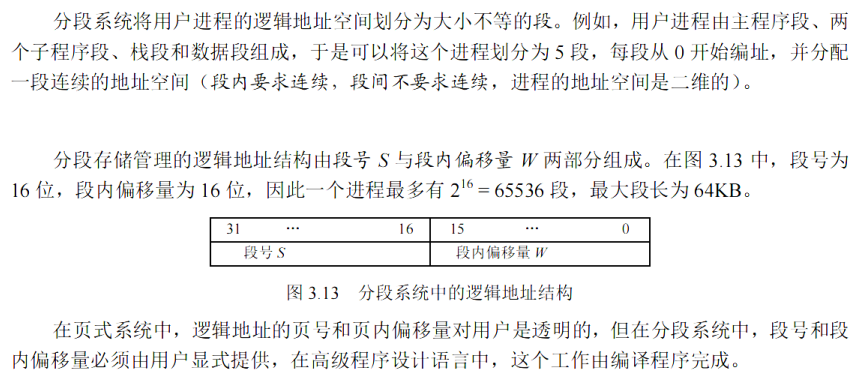 分段系统将用户进程的逻辑地址空间划分为大小不等的段。例如，用户进程由主程序段、两
个子程序段、栈段和数据段组成，于是可以将这个进程划分为 5 段，每段从 0 开始编址，并分配
一段连续的地址空间（段内要求连续，段间不要求连续，进程的地址空间是二维的）。
分段存储管理的逻辑地址结构由段号 S 与段内偏移量 W 两部分组成。在图 3.13 中，段号为
16 位，段内偏移量为 16 位，因此一个进程最多有 2¹⁶ = 65536 段，最大段长为 64KB。
31 … 16 15 … 0
段号 S 段内偏移量 W
图 3.13 分段系统中的逻辑地址结构
在页式系统中，逻辑地址的页号和页内偏移量对用户是透明的，但在分段系统中，段号和段
内偏移量必须由用户显式提供，在高级程序设计语言中，这个工作由编译程序完成。